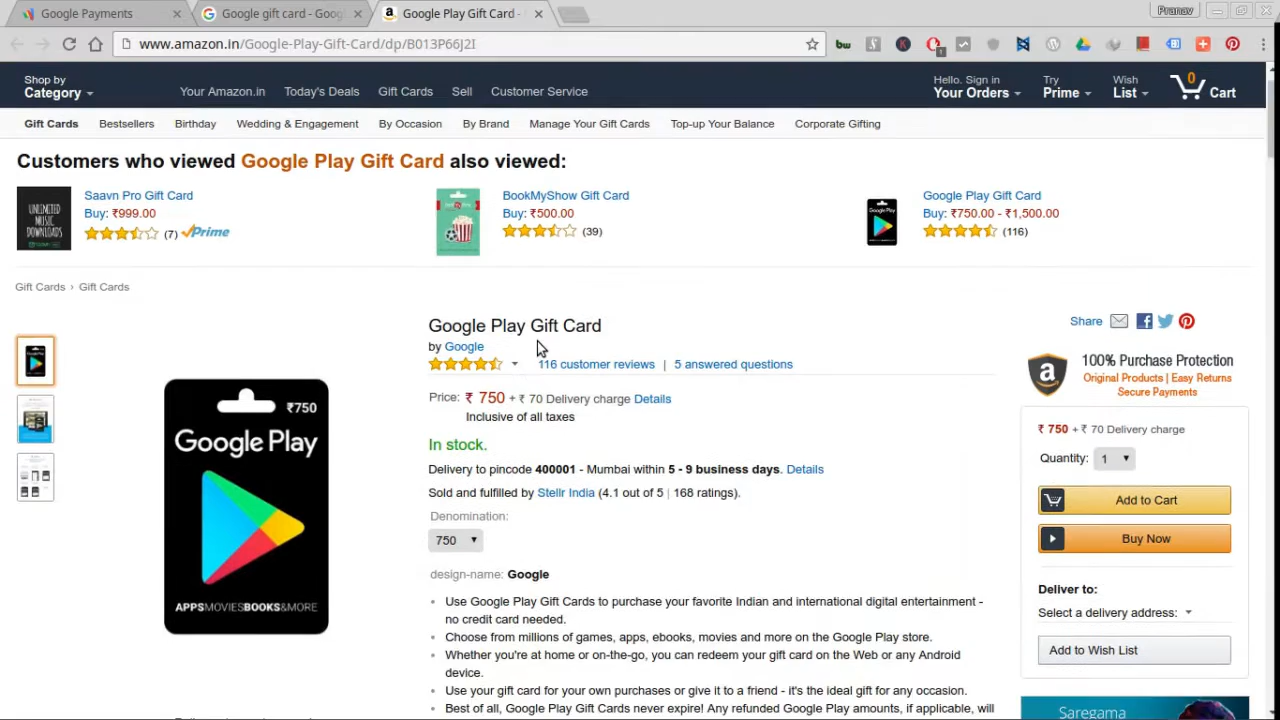 Google Payments
Google gift card - Goog
Google Play Gift Card -
Pranav
www.amazon.in/Google-Play-Gift-Card/dp/B013P66J2I
Shop by
Category
Your Amazon.in
Today's Deals
Gift Cards
Sell
Customer Service
Hello. Sign in
Your Orders
Try
Prime
Wish
List
0
Cart
Gift Cards
Bestsellers
Birthday
Wedding & Engagement
By Occasion
By Brand
Manage Your Gift Cards
Top-up Your Balance
Corporate Gifting
Customers who viewed Google Play Gift Card also viewed:
UNLIMITED
MUSIC
DOWNLOADS
Saavn Pro Gift Card
Buy: ₹999.00
(7) Prime
BookMyShow Gift Card
Buy: ₹500.00
(39)
Google Play
Google Play Gift Card
Buy: ₹750.00 - ₹1,500.00
(116)
Gift Cards › Gift Cards
₹750
Google Play
APPSMOVIESBOOKS&MORE
Google Play Gift Card
by Google
116 customer reviews | 5 answered questions
Price: ₹ 750 + ₹ 70 Delivery charge Details
Inclusive of all taxes
In stock.
Delivery to pincode 400001 - Mumbai within 5 - 9 business days. Details
Sold and fulfilled by Stellr India (4.1 out of 5 | 168 ratings).
Denomination:
750
design-name: Google
• Use Google Play Gift Cards to purchase your favorite Indian and international digital entertainment -
no credit card needed.
• Choose from millions of games, apps, ebooks, movies and more on the Google Play store.
• Whether you're at home or on-the-go, you can redeem your gift card on the Web or any Android
device.
• Use your gift card for your own purchases or give it to a friend - it's the ideal gift for any occasion.
• Best of all, Google Play Gift Cards never expire! Any refunded Google Play amounts, if applicable, will
Share
a
100% Purchase Protection
Original Products | Easy Returns
Secure Payments
₹ 750 + ₹ 70 Delivery charge
Quantity: 1
Add to Cart
Buy Now
Deliver to:
Select a delivery address:
Add to Wish List
Saregama